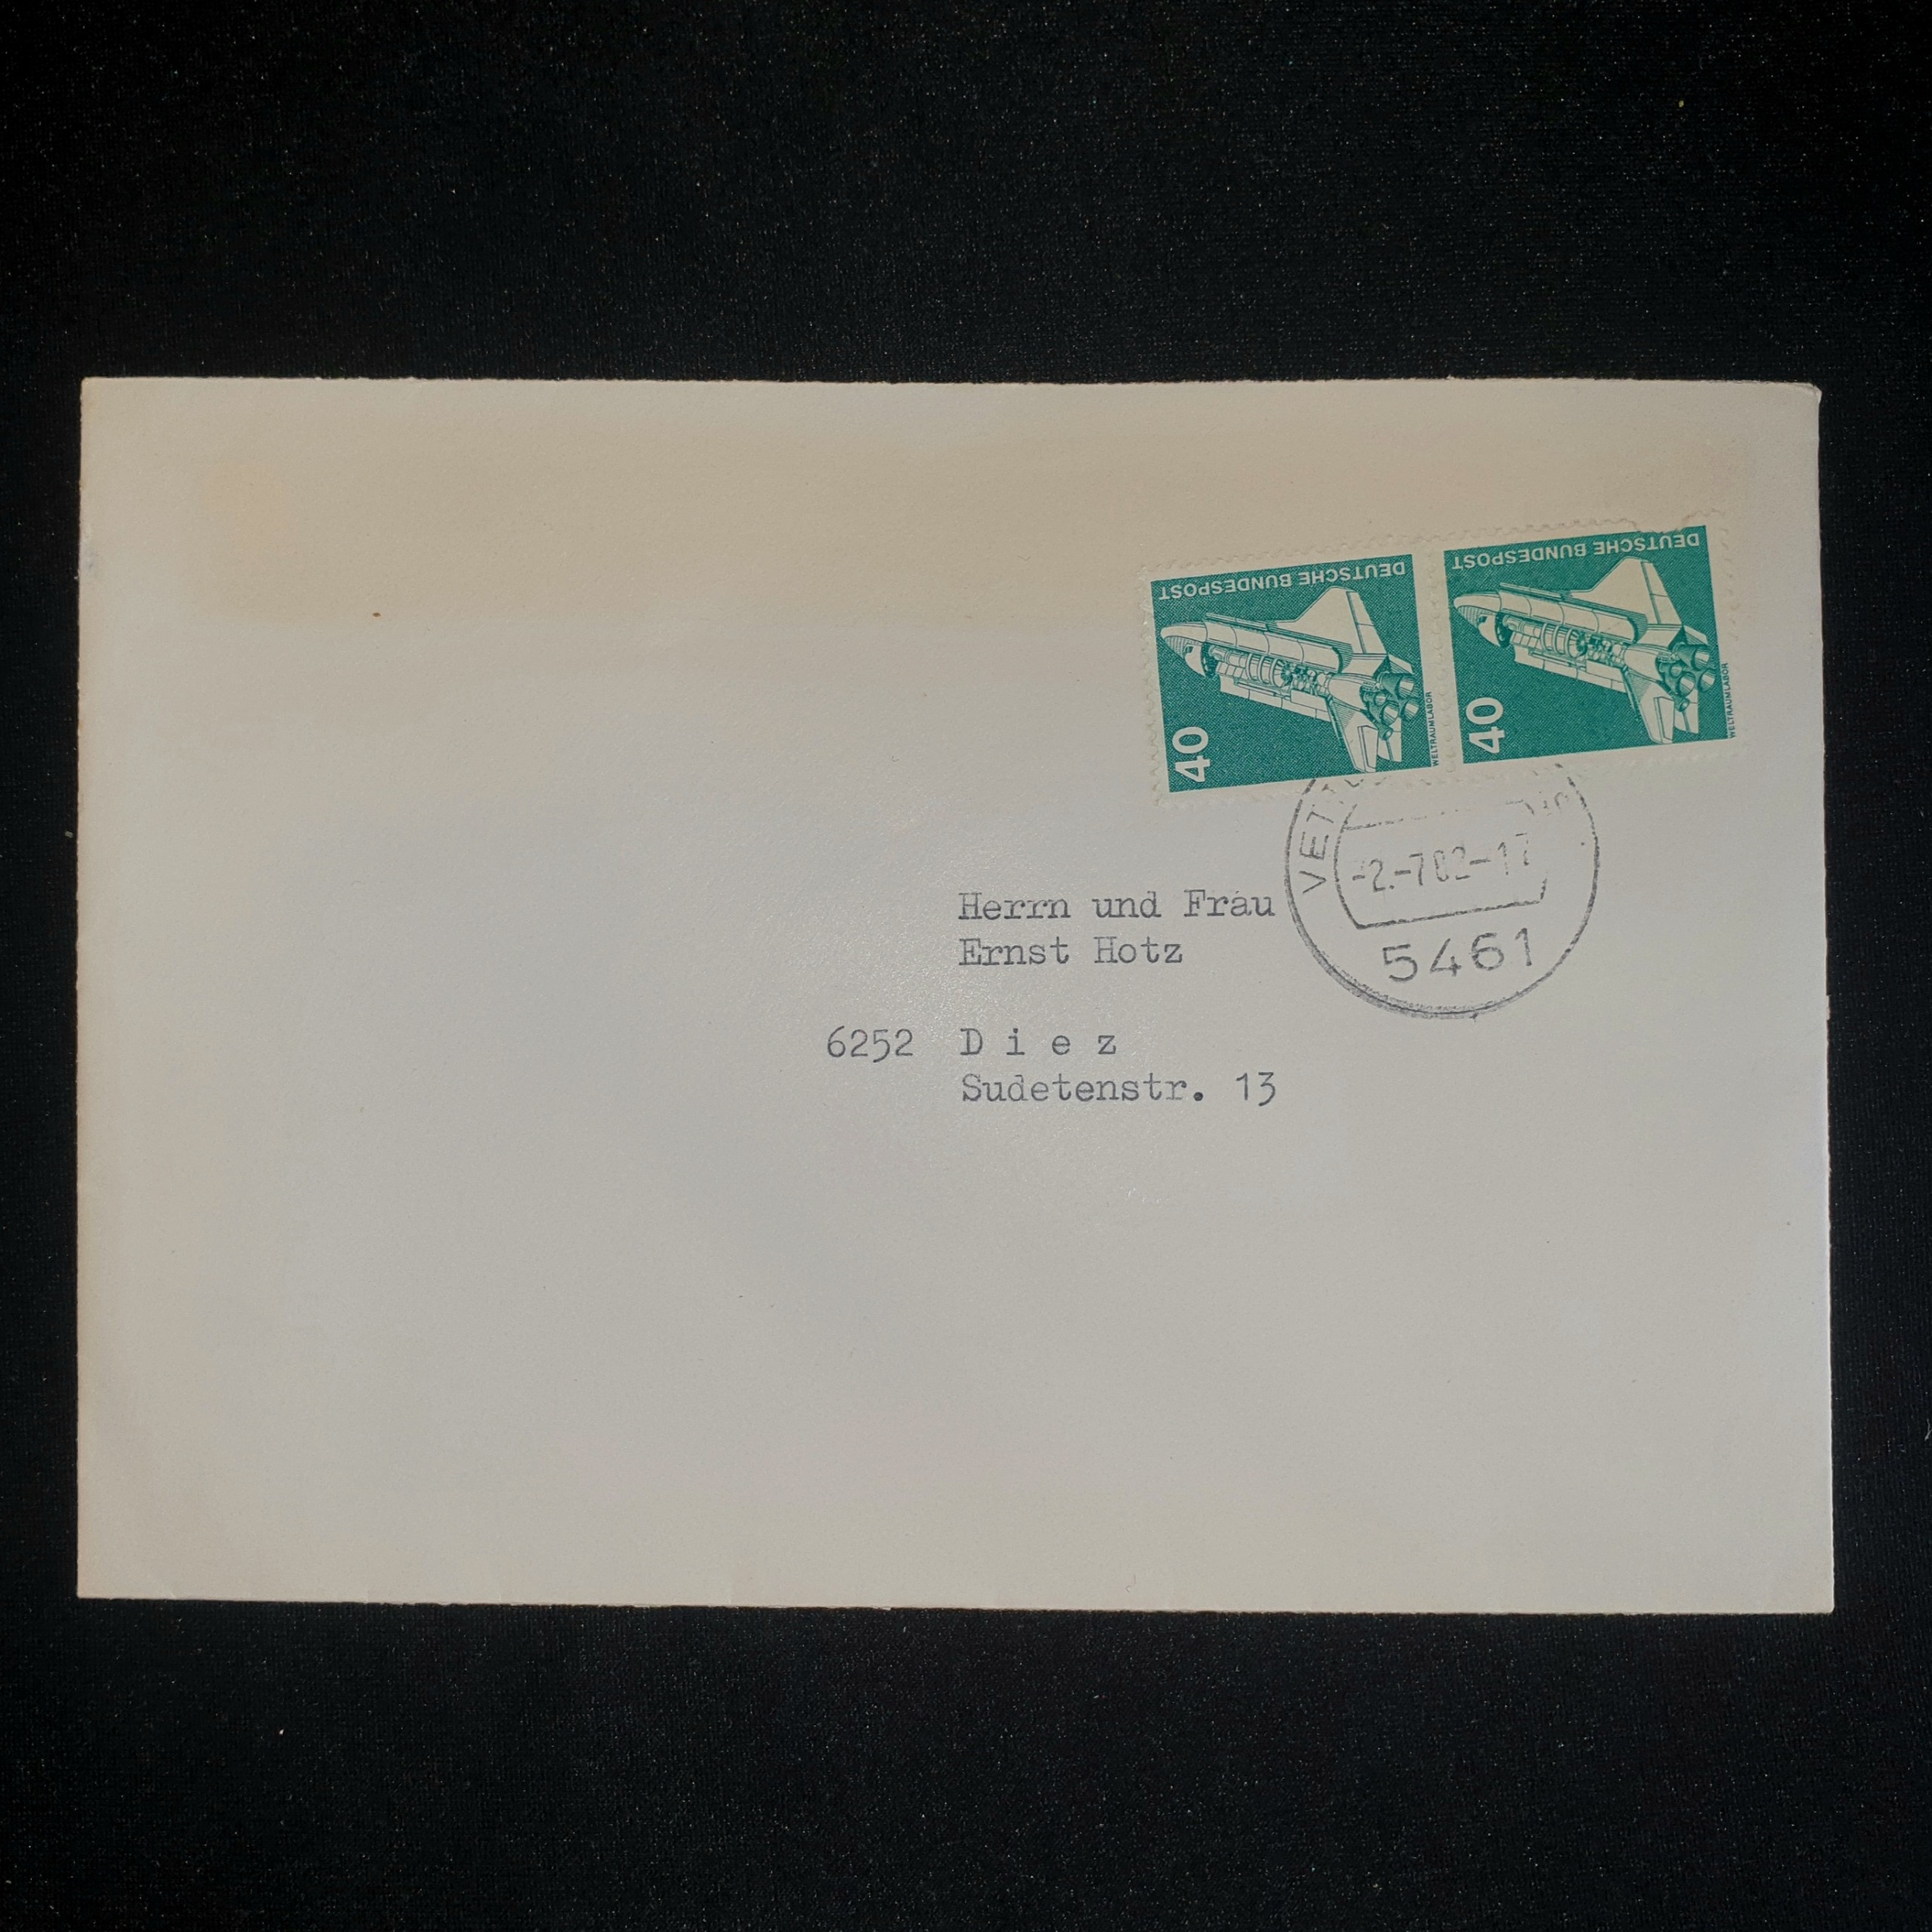 DEUTSCHE BUNDESPOST
40
WELTRAUMLABOR
DEUTSCHE BUNDESPOST
40
WELTRAUMLABOR
-2.-7 82-17
5461
Herrn und Frau
Ernst Hotz
6252 D i e z
Sudetenstr. 13